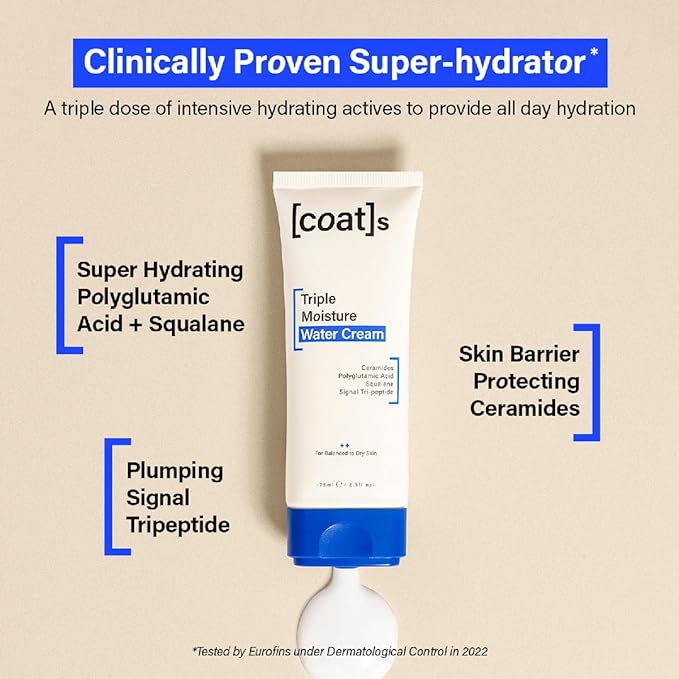 Clinically Proven Super-hydrator*
A triple dose of intensive hydrating actives to provide all day hydration
[coat]s
Triple
Moisture
Water Cream
Ceramides
Polyglutamic Acid
Squalane
Signal Tri-peptide
For Balanced to Dry Skin
75ml
Super Hydrating
Polyglutamic
Acid + Squalane
Skin Barrier
Protecting
Ceramides
Plumping
Signal
Tripeptide
*Tested by Eurofins under Dermatological Control in 2022